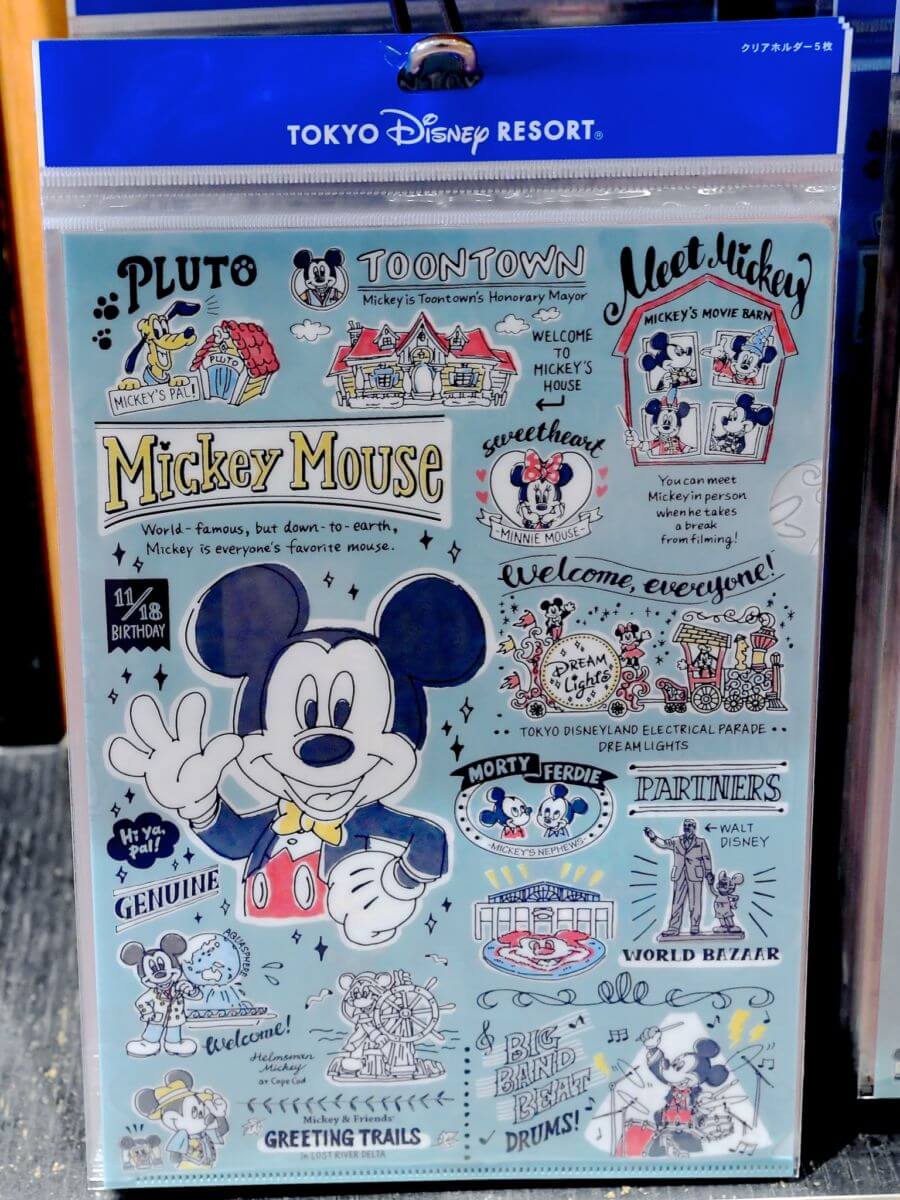 クリアホルダー5枚
TOKYO Disney RESORT®
PLUTO
PLUTO
MICKEY'S PAL!
TOONTOWN
Mickey is Toontown's Honorary Mayor
WELCOME
TO
MICKEY'S
HOUSE
Meet Mickey
MICKEY'S MOVIE BARN
You can meet
Mickey in person
when he takes
a break
from filming!
Mickey Mouse
World-famous, but down-to-earth,
Mickey is everyone's favorite mouse.
sweetheart
MINNIE MOUSE
11/18
BIRTHDAY
Welcome, everyone!
DREAM
Lights
TOKYO DISNEYLAND ELECTRICAL PARADE
DREAMLIGHTS
Hi ya,
pal!
GENUINE
MORTY FERDIE
MICKEY'S NEPHEWS
PARTNERS
←WALT
DISNEY
WORLD BAZAAR
AQUASPHERE
Welcome!
Helmsman
Mickey
at Cape Cod
Mickey & Friends'
GREETING TRAILS
In LOST RIVER DELTA
BIG
BAND
BEAT
DRUMS!